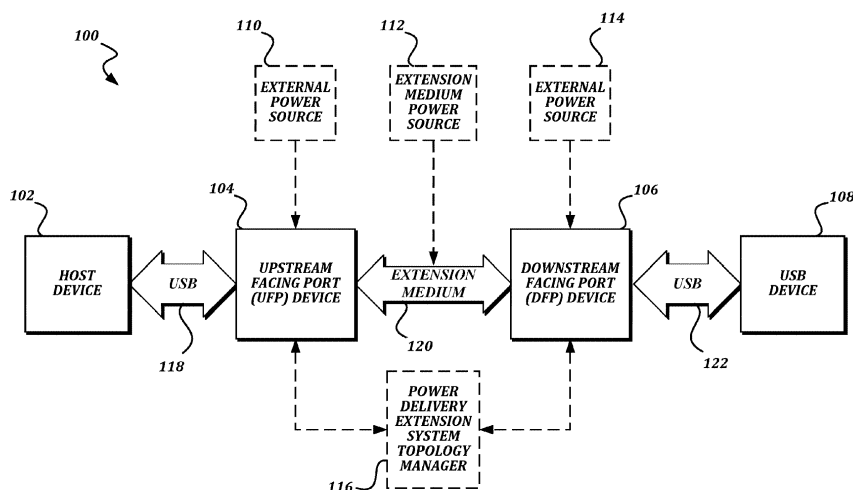 100
110
112
114
EXTERNAL
POWER
SOURCE
EXTENSION
MEDIUM
POWER
SOURCE
EXTERNAL
POWER
SOURCE
102
104
106
108
HOST
DEVICE
USB
UPSTREAM
FACING PORT
(UFP) DEVICE
EXTENSION
MEDIUM
DOWNSTREAM
FACING PORT
(DFP) DEVICE
USB
USB
DEVICE
118
120
122
POWER
DELIVERY
EXTENSION
SYSTEM
TOPOLOGY
MANAGER
116